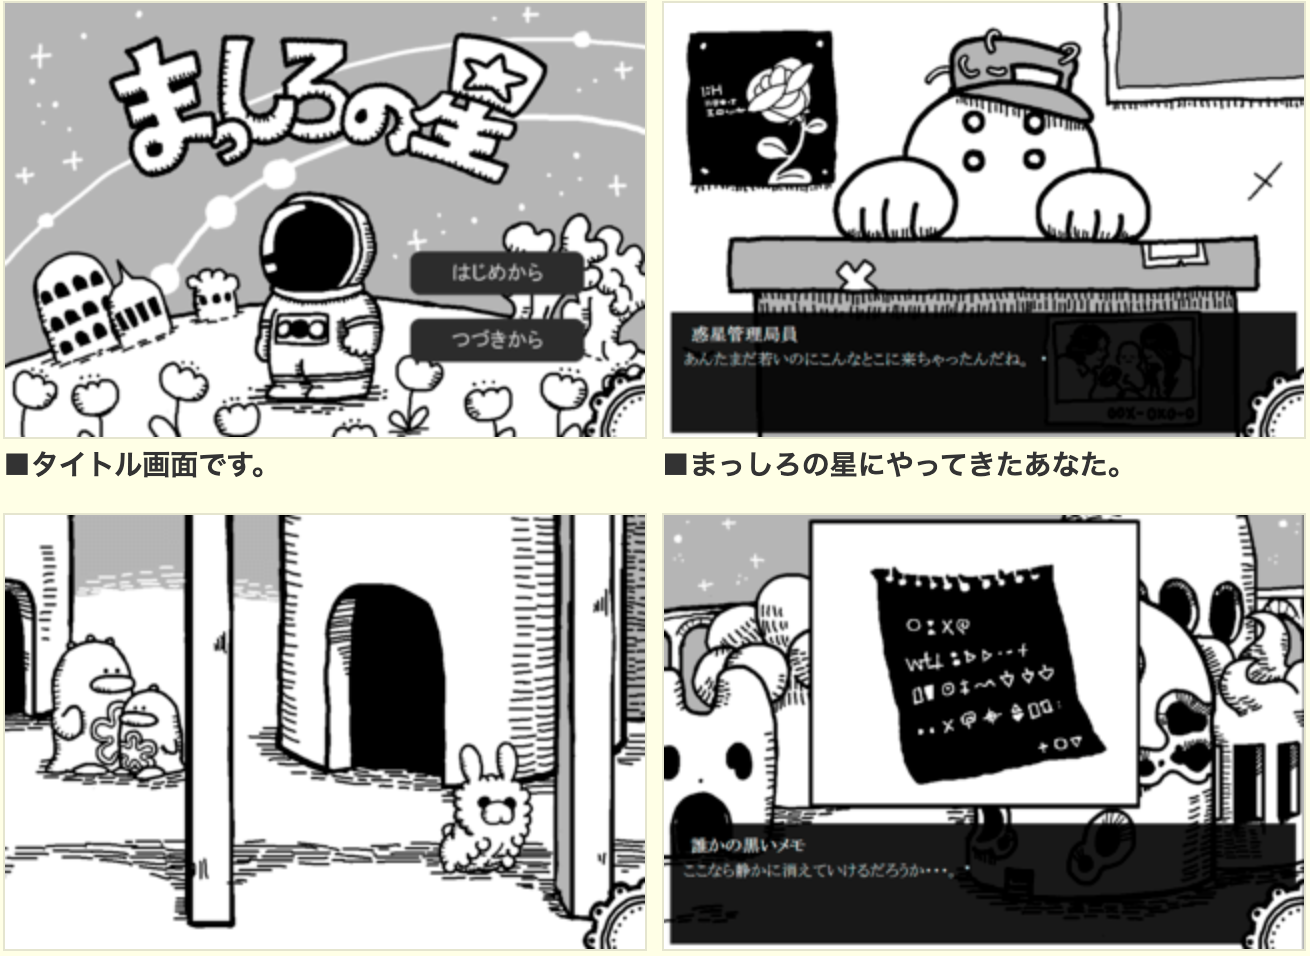 まっしろの星
はじめから
つづきから
■タイトル画面です。
惑星管理局員
あんたまだ若いのにこんなとこに来ちゃったんだね。
■まっしろの星にやってきたあなた。
誰かの黒いメモ
ここなら静かに消えていけるだろうか・・・。